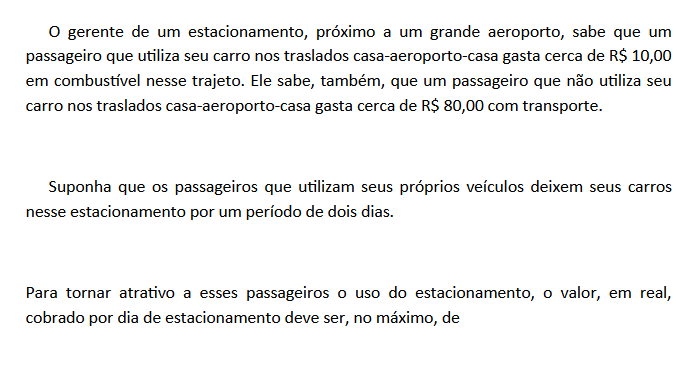 O gerente de um estacionamento, próximo a um grande aeroporto, sabe que um
passageiro que utiliza seu carro nos traslados casa-aeroporto-casa gasta cerca de R$ 10,00
em combustível nesse trajeto. Ele sabe, também, que um passageiro que não utiliza seu
carro nos traslados casa-aeroporto-casa gasta cerca de R$ 80,00 com transporte.
Suponha que os passageiros que utilizam seus próprios veículos deixem seus carros
nesse estacionamento por um período de dois dias.
Para tornar atrativo a esses passageiros o uso do estacionamento, o valor, em real,
cobrado por dia de estacionamento deve ser, no máximo, de